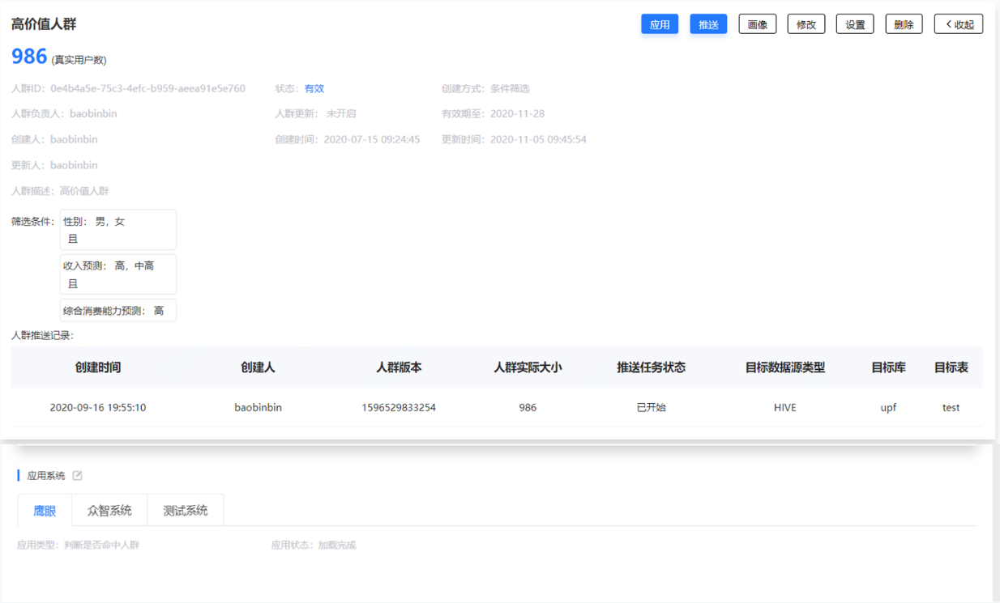 高价值人群 应用 推送 画像 修改 设置 删除 < 收起
986 (真实用户数)
人群ID: 0e4b4a5e-75c3-4efc-b959-aeea91e5e760 状态: 有效 创建方式: 条件筛选
人群负责人: baobinbin 人群更新: 未开启 有效期至: 2020-11-28
创建人: baobinbin 创建时间: 2020-07-15 09:24:45 更新时间: 2020-11-05 09:45:54
更新人: baobinbin
人群描述: 高价值人群
筛选条件: 性别: 男, 女
且
收入预测: 高, 中高
且
综合消费能力预测: 高
人群推送记录:
创建时间 创建人 人群版本 人群实际大小 推送任务状态 目标数据源类型 目标库 目标表
2020-09-16 19:55:10 baobinbin 1596529833254 986 已开始 HIVE upf test
应用系统
鹰眼 众智系统 测试系统
应用类型: 判断是否命中人群 应用状态: 加载完成